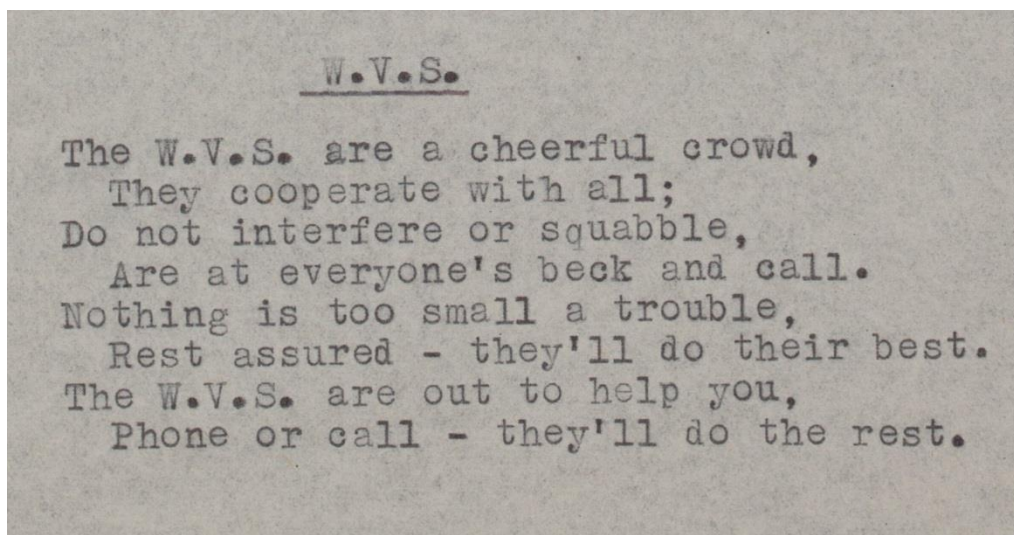 W.V.S.
The W.V.S. are a cheerful crowd,
They cooperate with all;
Do not interfere or squabble,
Are at everyone's beck and call.
Nothing is too small a trouble,
Rest assured - they'll do their best.
The W.V.S. are out to help you,
Phone or call - they'll do the rest.